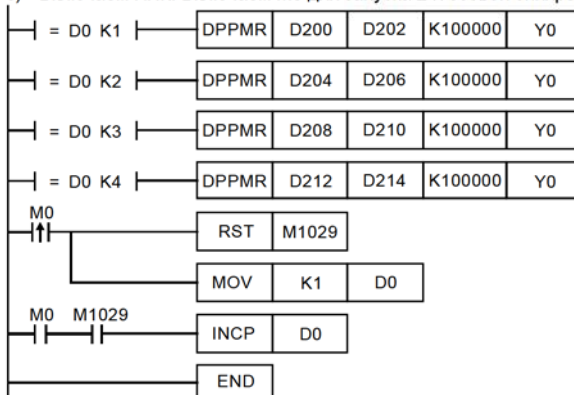 = D0 K1 DPPMR D200 D202 K100000 Y0
= D0 K2 DPPMR D204 D206 K100000 Y0
= D0 K3 DPPMR D208 D210 K100000 Y0
= D0 K4 DPPMR D212 D214 K100000 Y0
M0
RST M1029
MOV K1 D0
M0 M1029
INCP D0
END